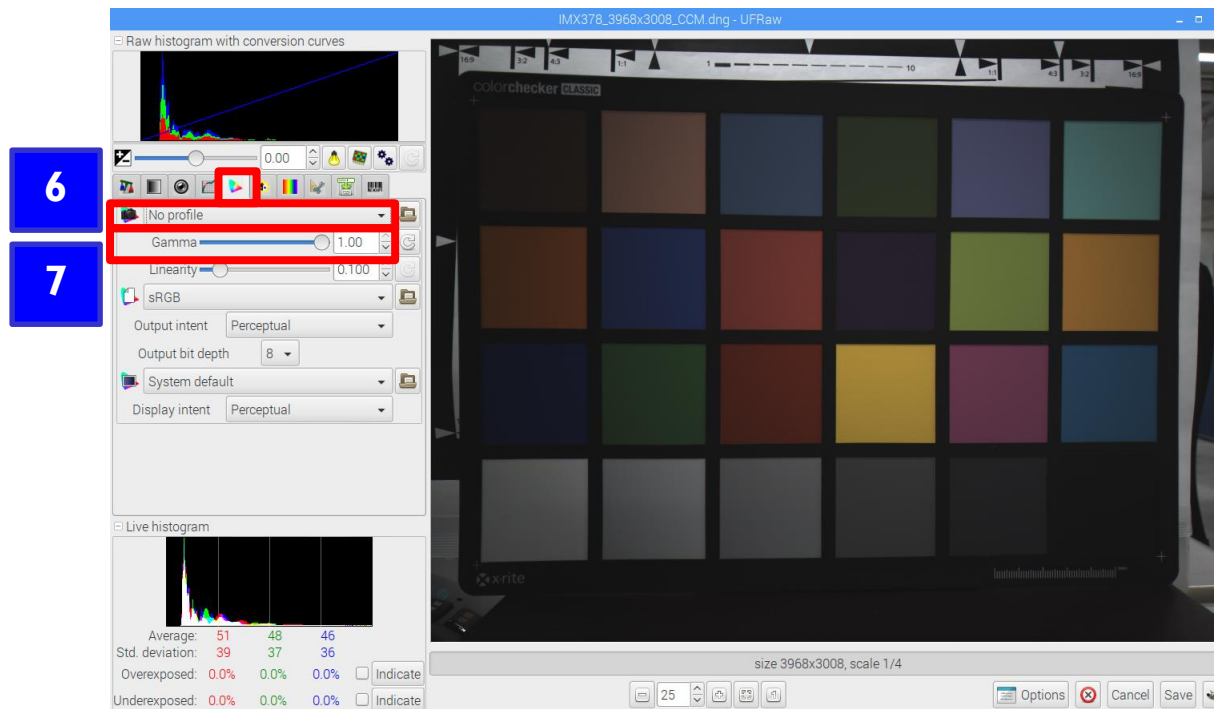 IMX378_3968x3008_CCM.dng - UFRaw
Raw histogram with conversion curves
0.00
6
No profile
7
Gamma 1.00
Linearity 0.100
sRGB
Output intent Perceptual
Output bit depth 8
System default
Display intent Perceptual
Live histogram
Average: 51 48 46
Std. deviation: 39 37 36
Overexposed: 0.0% 0.0% 0.0% Indicate
Underexposed: 0.0% 0.0% 0.0% Indicate
16:9 3:2 4:3 1:1 1 10 1:1 4:3 3:2 16:9
colorchecker CLASSIC
x-rite
size 3968x3008, scale 1/4
25
Options Cancel Save